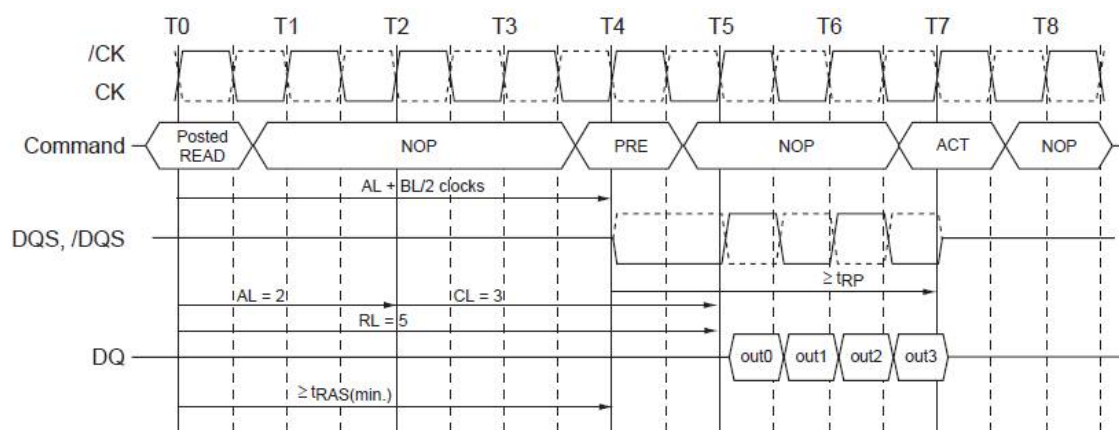 T0 T1 T2 T3 T4 T5 T6 T7 T8
/CK
CK
Command Posted READ NOP PRE NOP ACT NOP
AL + BL/2 clocks
DQS, /DQS
≥ tRP
AL = 2 CL = 3
RL = 5
DQ out0 out1 out2 out3
≥ tRAS(min.)